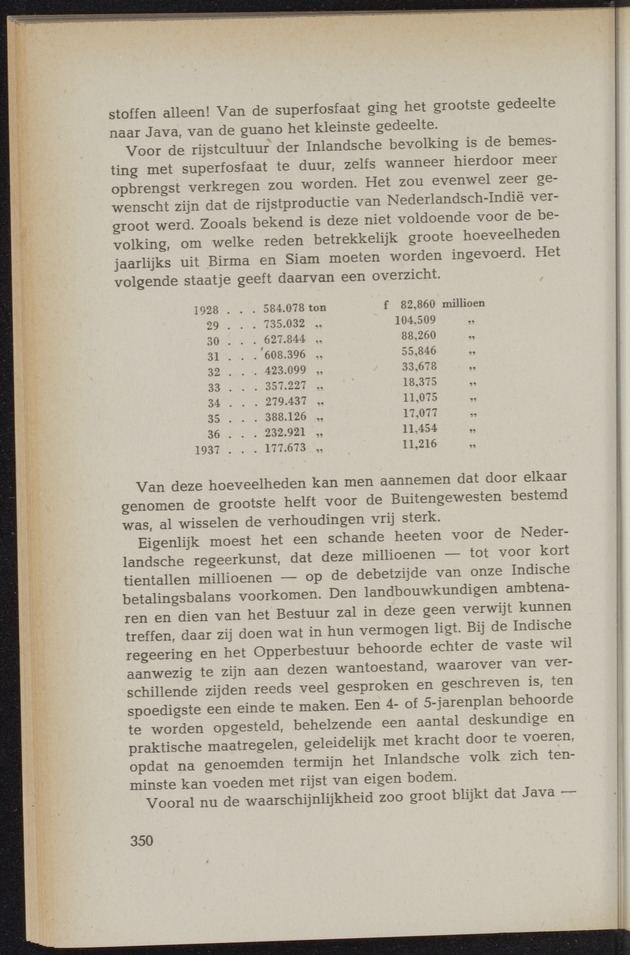 stoffen alleen! Van de superfosfaat ging het grootste gedeelte
naar Java, van de guano het kleinste gedeelte.
Voor de rijstcultuur der Inlandsche bevolking is de bemes-
ting met superfosfaat te duur, zelfs wanneer hierdoor meer
opbrengst verkregen zou worden. Het zou evenwel zeer ge-
wenscht zijn dat de rijstproductie van Nederlandsch-Indië ver-
groot werd. Zooals bekend is deze niet voldoende voor de be-
volking, om welke reden betrekkelijk groote hoeveelheden
jaarlijks uit Birma en Siam moeten worden ingevoerd. Het
volgende staatje geeft daarvan een overzicht.
1928 . . . 584.078 ton f 82,860 millioen
29 . . . 735.032 „ 104,509 „
30 . . . 627.844 „ 88,260 „
31 . . . 608.396 „ 55,846 „
32 . . . 423.099 „ 33,678 „
33 . . . 357.227 „ 18,375 „
34 . . . 279.437 „ 11,075 „
35 . . . 388.126 „ 17,077 „
36 . . . 232.921 „ 11,454 „
1937 . . . 177.673 „ 11,216 „
Van deze hoeveelheden kan men aannemen dat door elkaar
genomen de grootste helft voor de Buitengewesten bestemd
was, al wisselen de verhoudingen vrij sterk.
Eigenlijk moest het een schande heeten voor de Neder-
landsche regeerkunst, dat deze millioenen — tot voor kort
tientallen millioenen — op de debetzijde van onze Indische
betalingsbalans voorkomen. Den landbouwkundigen ambtena-
ren en dien van het Bestuur zal in deze geen verwijt kunnen
treffen, daar zij doen wat in hun vermogen ligt. Bij de Indische
regeering en het Opperbestuur behoorde echter de vaste wil
aanwezig te zijn aan dezen wantoestand, waarover van ver-
schillende zijden reeds veel gesproken en geschreven is, ten
spoedigste een einde te maken. Een 4- of 5-jarenplan behoorde
te worden opgesteld, behelzende een aantal deskundige en
praktische maatregelen, geleidelijk met kracht door te voeren,
opdat na genoemden termijn het Inlandsche volk zich ten-
minste kan voeden met rijst van eigen bodem.
Vooral nu de waarschijnlijkheid zoo groot blijkt dat Java —
350